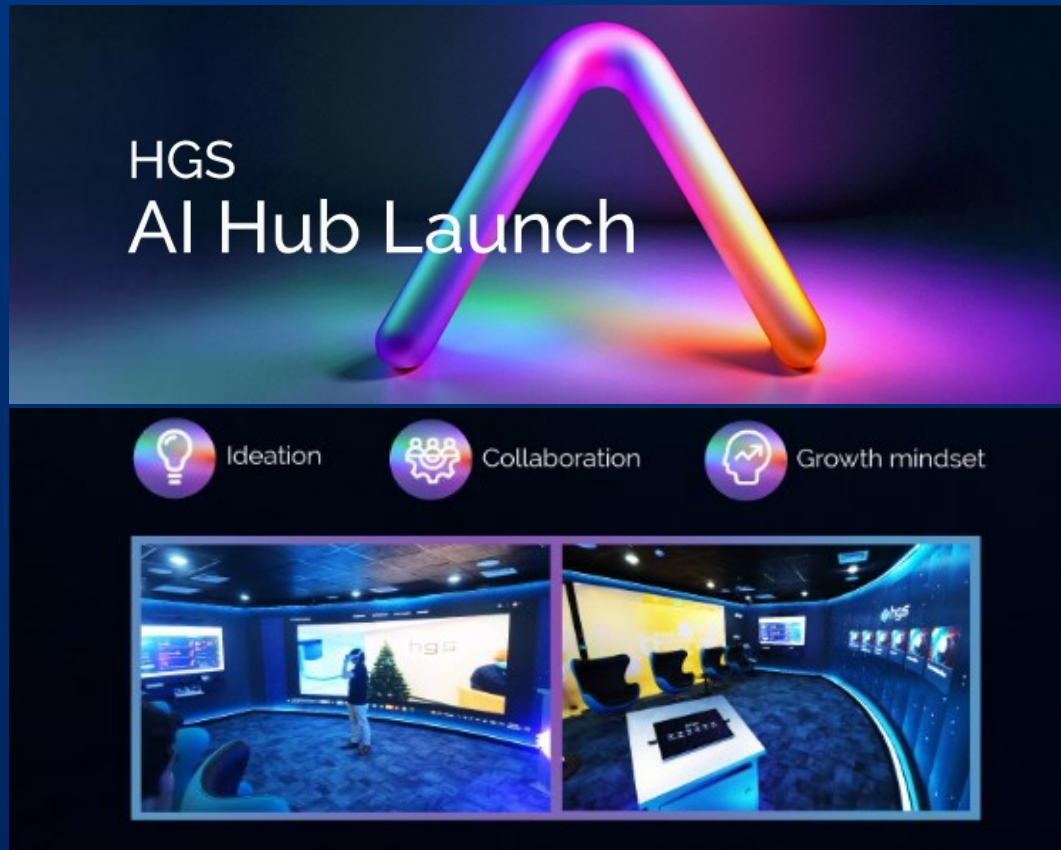 HGS
AI Hub Launch
Ideation
Collaboration
Growth mindset
hgs
hgs